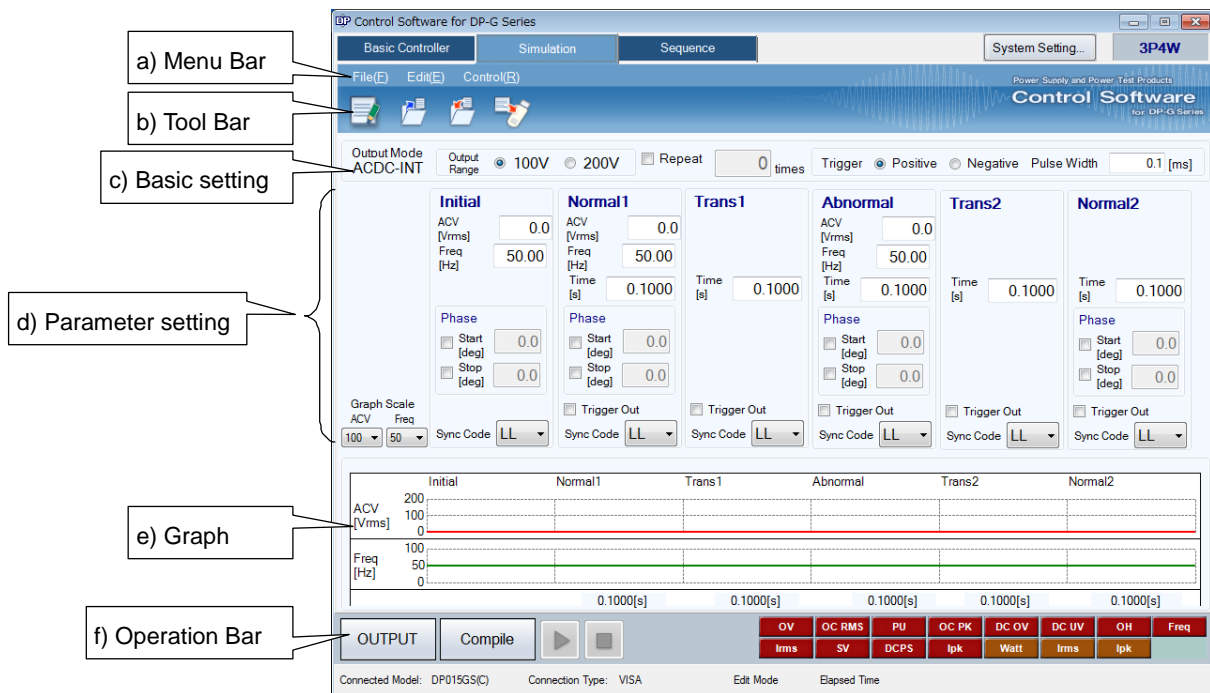 DP Control Software for DP-G Series
Basic Controller Simulation Sequence System Setting... 3P4W
a) Menu Bar
File(F) Edit(E) Control(R)
Power Supply and Power Test Products
Control Software
for DP-G Series
b) Tool Bar
c) Basic setting
Output Mode
ACDC-INT
Output Range 100V 200V Repeat 0 times Trigger Positive Negative Pulse Width 0.1 [ms]
d) Parameter setting
Initial Normal1 Trans1 Abnormal Trans2 Normal2
ACV [Vrms] 0.0 ACV [Vrms] 0.0 ACV [Vrms] 0.0
Freq [Hz] 50.00 Freq [Hz] 50.00 Freq [Hz] 50.00
Time [s] 0.1000 Time [s] 0.1000 Time [s] 0.1000 Time [s] 0.1000 Time [s] 0.1000
Phase Phase Phase Phase
Start [deg] 0.0 Start [deg] 0.0 Start [deg] 0.0 Start [deg] 0.0
Stop [deg] 0.0 Stop [deg] 0.0 Stop [deg] 0.0 Stop [deg] 0.0
Trigger Out Trigger Out Trigger Out Trigger Out Trigger Out
Graph Scale
ACV Freq
100 50 Sync Code LL Sync Code LL Sync Code LL Sync Code LL Sync Code LL Sync Code LL
e) Graph
Initial Normal1 Trans1 Abnormal Trans2 Normal2
ACV [Vrms]
200
100
0
Freq [Hz]
100
50
0
0.1000[s] 0.1000[s] 0.1000[s] 0.1000[s] 0.1000[s]
f) Operation Bar
OUTPUT Compile
OV OC RMS PU OC PK DC OV DC UV OH Freq
Irms SV DCPS Ipk Watt Irms Ipk
Connected Model: DP015GS(C) Connection Type: VISA Edit Mode Elapsed Time